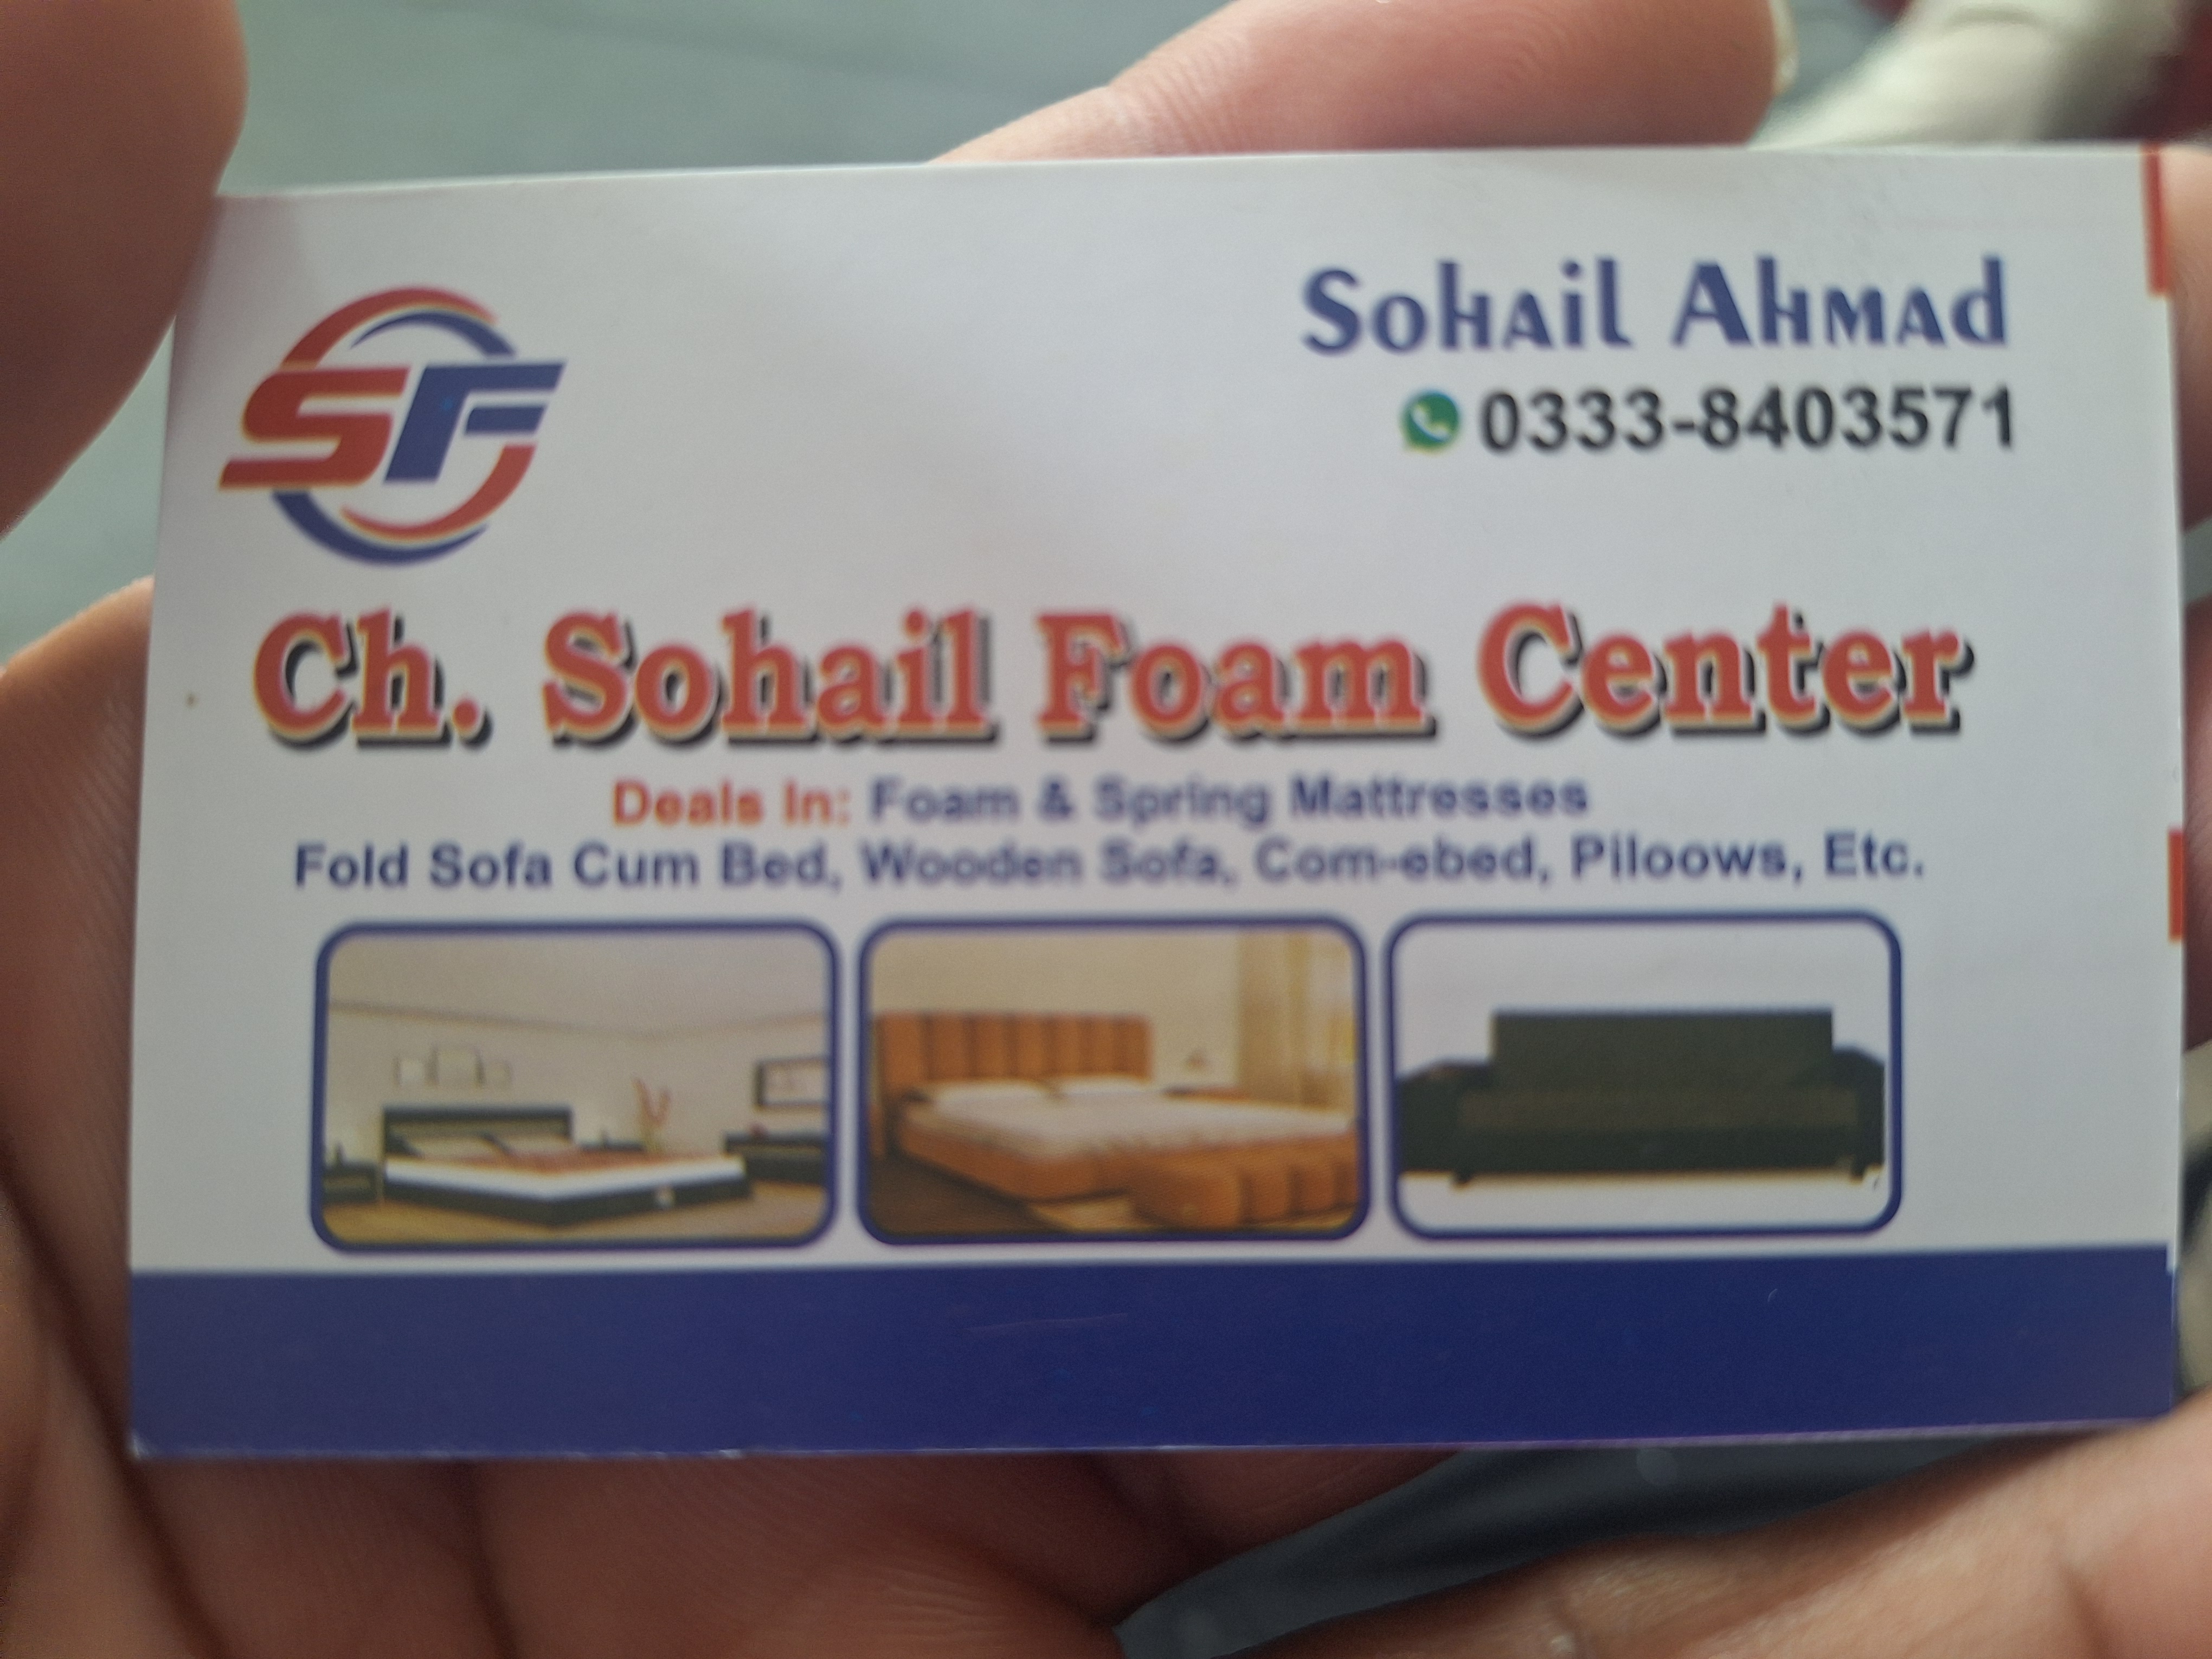 SF
Sohail Ahmad
0333-8403571
Ch. Sohail Foam Center
Deals In: Foam & Spring Mattresses
Fold Sofa Cum Bed, Wooden Sofa, Com-ebed, Piloows, Etc.